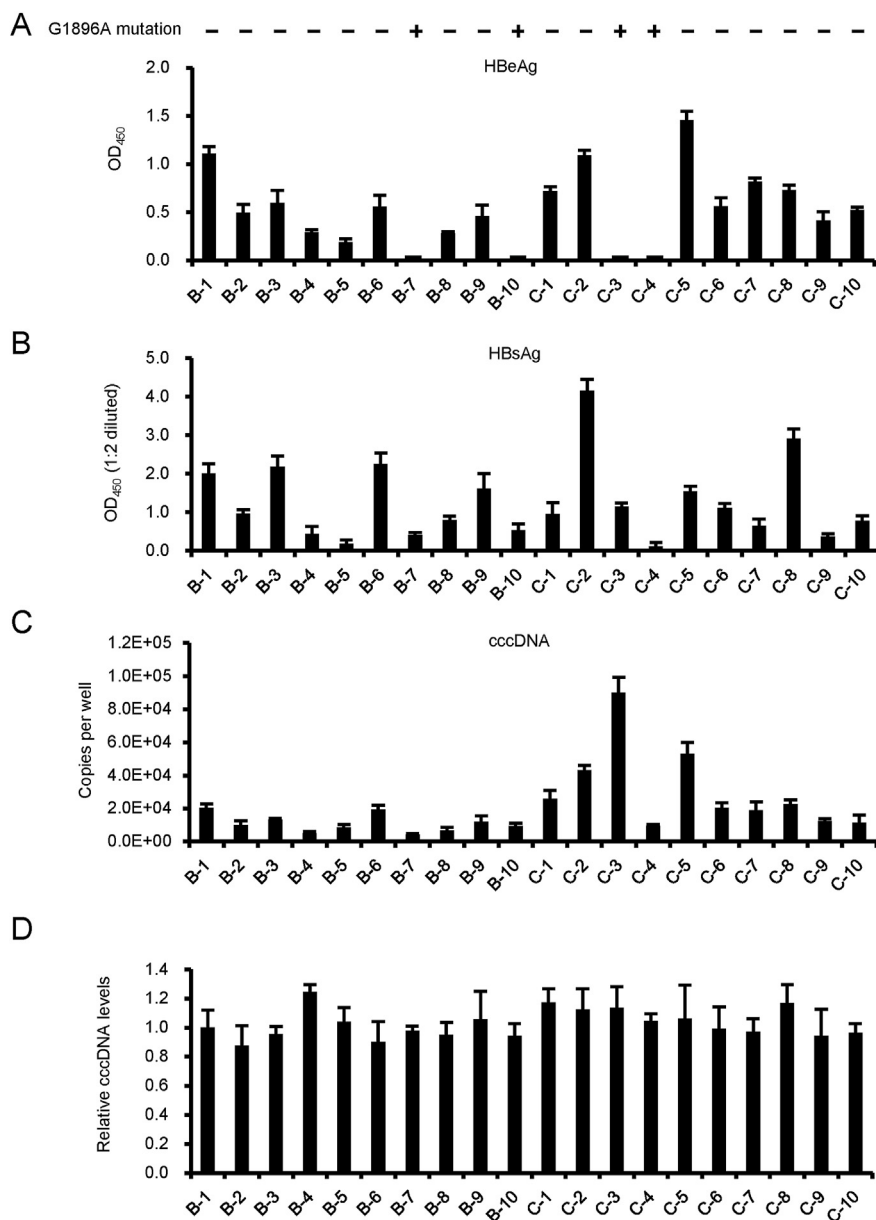 A
G1896A mutation − − − − − − + − − + − − + + − − − − − −
HBeAg
OD450
2.0
1.5
1.0
0.5
0.0
B-1 B-2 B-3 B-4 B-5 B-6 B-7 B-8 B-9 B-10 C-1 C-2 C-3 C-4 C-5 C-6 C-7 C-8 C-9 C-10
B
HBsAg
OD450 (1:2 diluted)
5.0
4.0
3.0
2.0
1.0
0.0
B-1 B-2 B-3 B-4 B-5 B-6 B-7 B-8 B-9 B-10 C-1 C-2 C-3 C-4 C-5 C-6 C-7 C-8 C-9 C-10
C
cccDNA
Copies per well
1.2E+05
1.0E+05
8.0E+04
6.0E+04
4.0E+04
2.0E+04
0.0E+00
B-1 B-2 B-3 B-4 B-5 B-6 B-7 B-8 B-9 B-10 C-1 C-2 C-3 C-4 C-5 C-6 C-7 C-8 C-9 C-10
D
Relative cccDNA levels
1.4
1.2
1.0
0.8
0.6
0.4
0.2
0.0
B-1 B-2 B-3 B-4 B-5 B-6 B-7 B-8 B-9 B-10 C-1 C-2 C-3 C-4 C-5 C-6 C-7 C-8 C-9 C-10